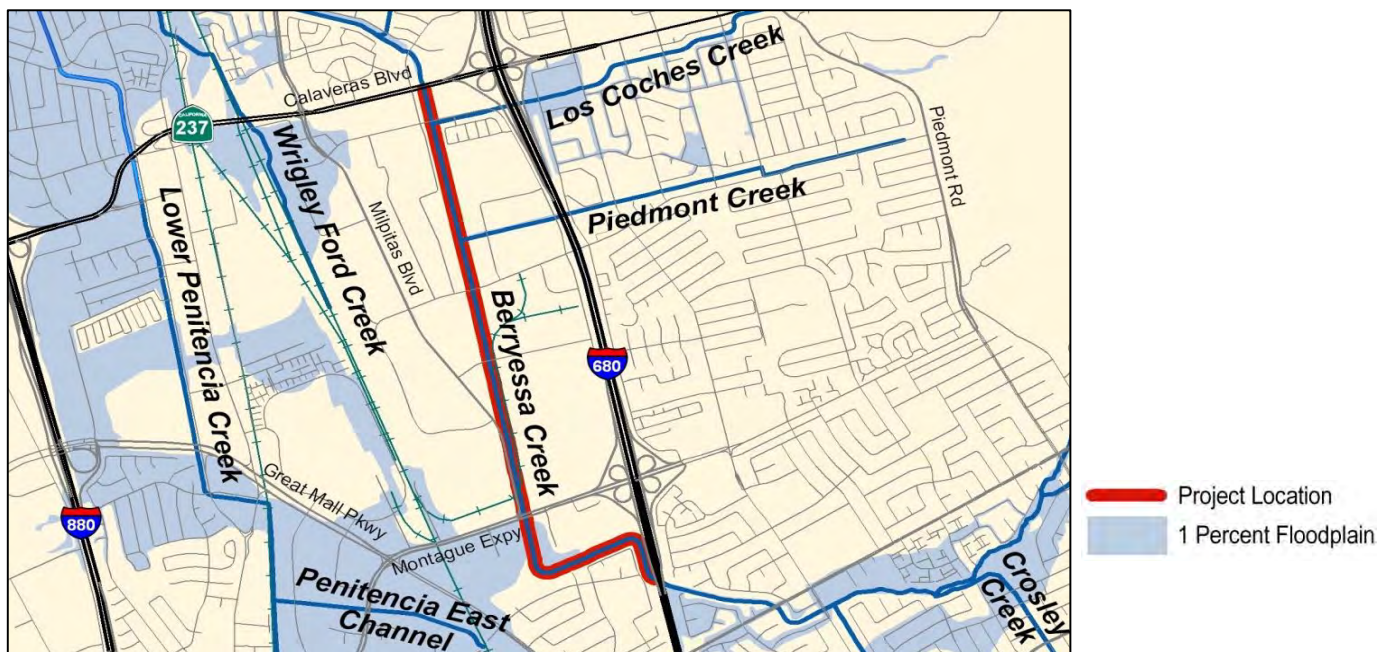 Calaveras Blvd
Los Coches Creek
CALIFORNIA
237
Wrigley Ford Creek
Piedmont Rd
Lower Penitencia Creek
Milpitas Blvd
Piedmont Creek
Berryessa Creek
680
Great Mall Pkwy
880
Montague Expy
Penitencia East
Channel
Crosley
Creek
Project Location
1 Percent Floodplain